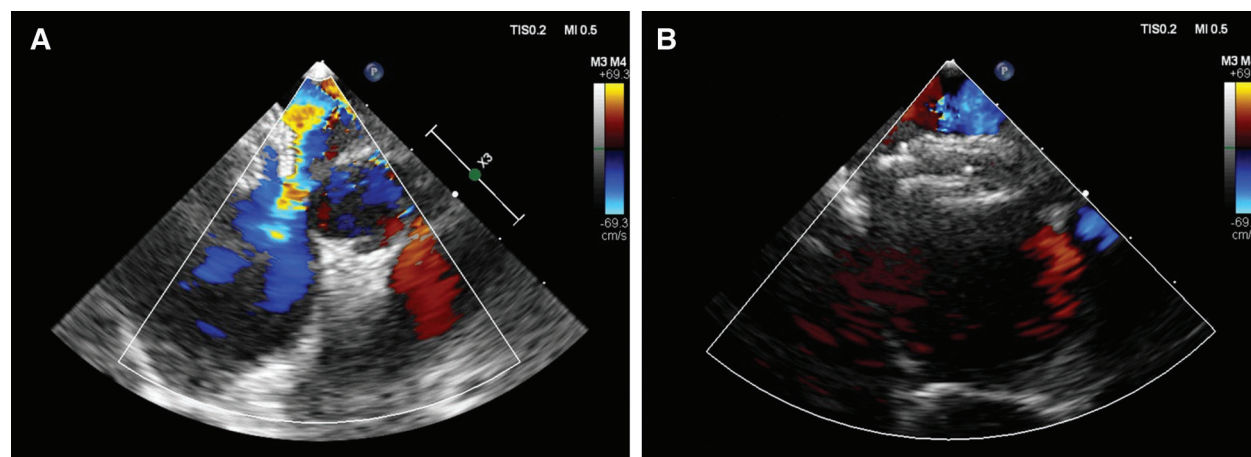 A
TIS0.2 MI 0.5
P
M3 M4
+69.3
X3
-69.3
cm/s
B
TIS0.2 MI 0.5
P
M3 M
+69.
-69.
cm/